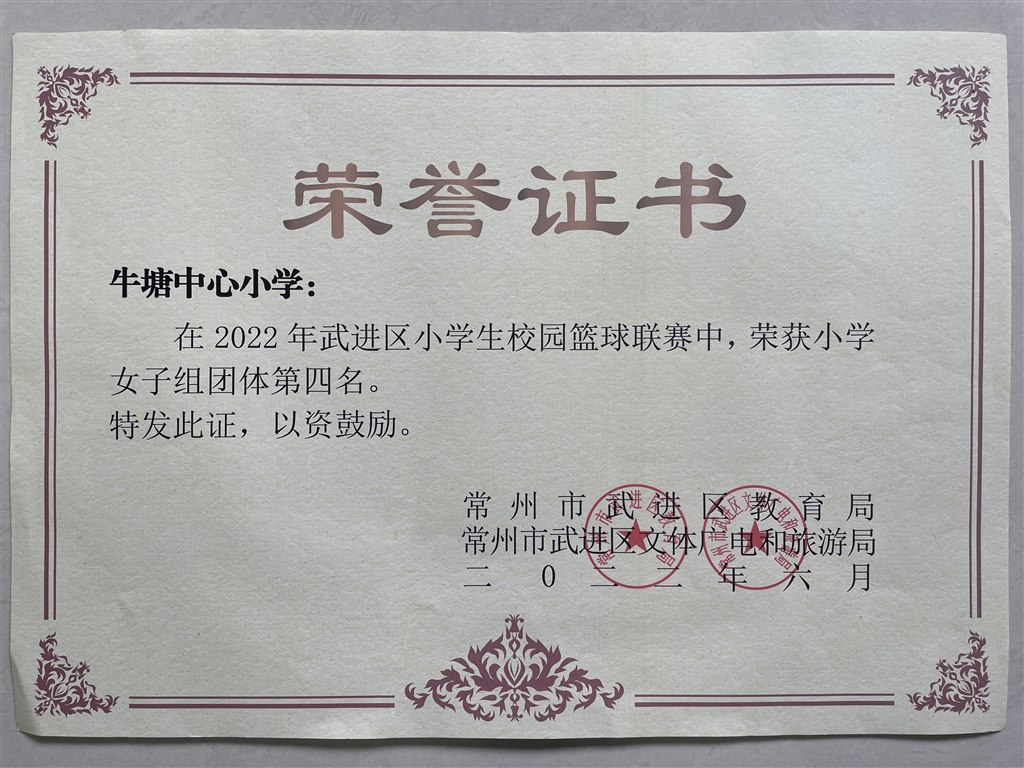 荣誉证书
牛塘中心小学：
在 2022 年武进区小学生校园篮球联赛中，荣获小学
女子组团体第四名。
特发此证，以资鼓励。
常州市武进区教育局
常州市武进区文体广电和旅游局
二0二二年六月